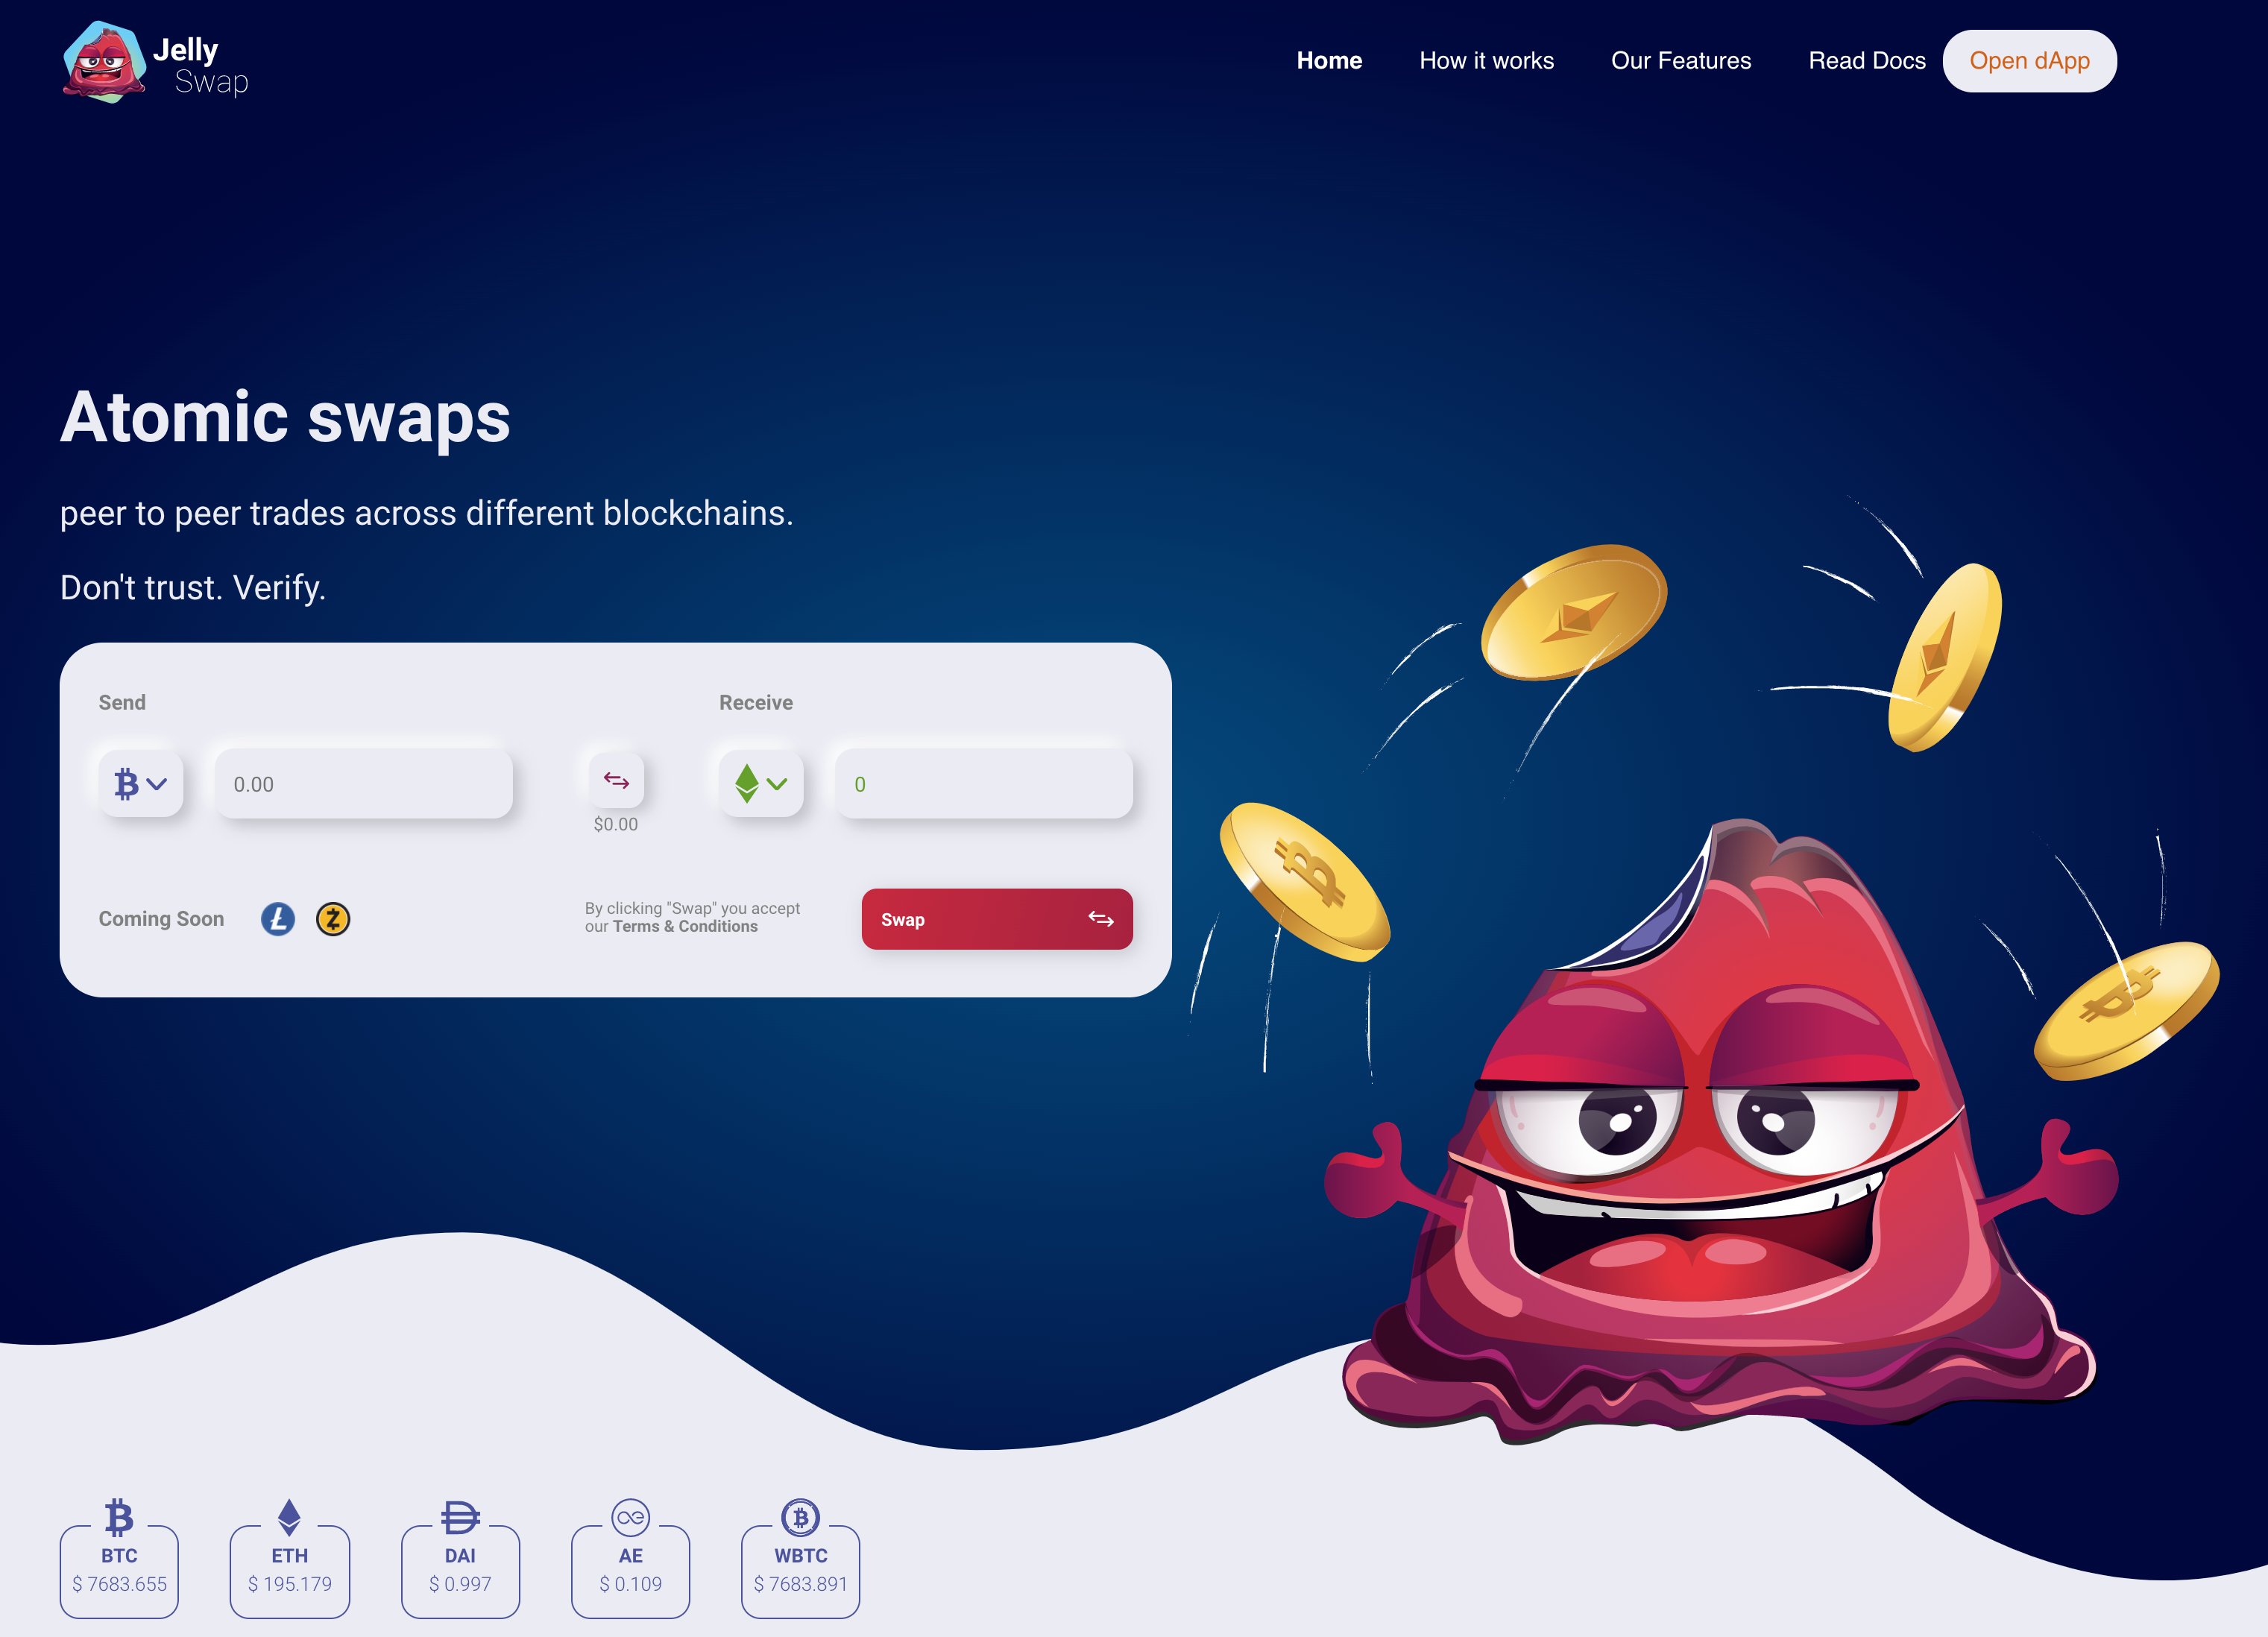 Jelly
Swap
Home
How it works
Our Features
Read Docs
Open dApp
Atomic swaps
peer to peer trades across different blockchains.
Don't trust. Verify.
Send
Receive
0.00
$0.00
0
Coming Soon
By clicking "Swap" you accept
our Terms & Conditions
Swap
BTC
$ 7683.655
ETH
$ 195.179
DAI
$ 0.997
AE
$ 0.109
WBTC
$ 7683.891